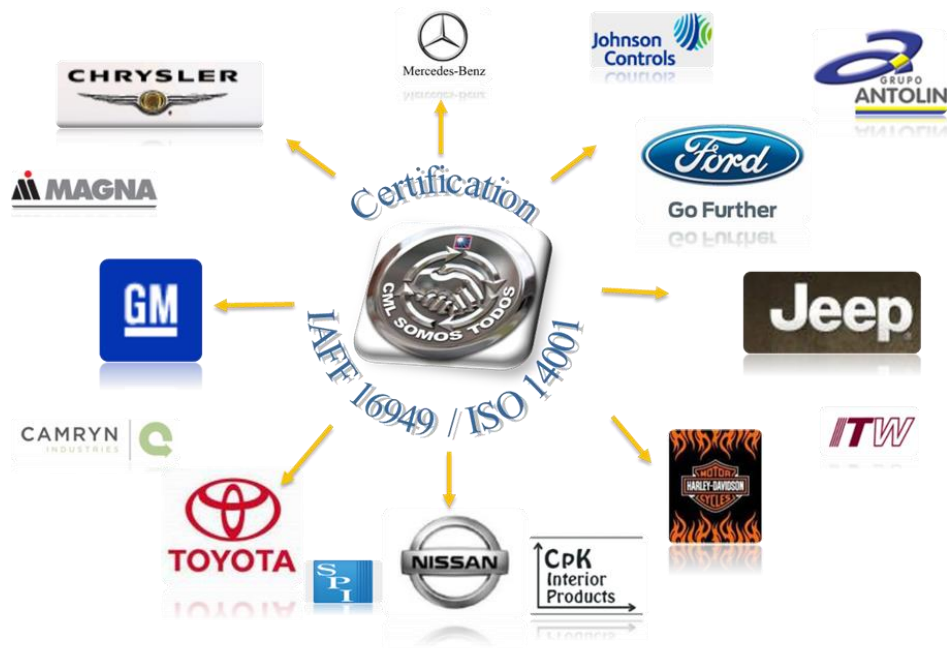 Mercedes-Benz
Johnson
Controls
GRUPO
ANTOLIN
CHRYSLER
Ford
Go Further
MAGNA
Certification
CML SOMOS TODOS
IAFF 16949 / ISO 14001
GM
Jeep
CAMRYN
INDUSTRIES
ITW
MOTOR
HARLEY-DAVIDSON
CYCLES
TOYOTA
SPI
NISSAN
CpK
Interior
Products